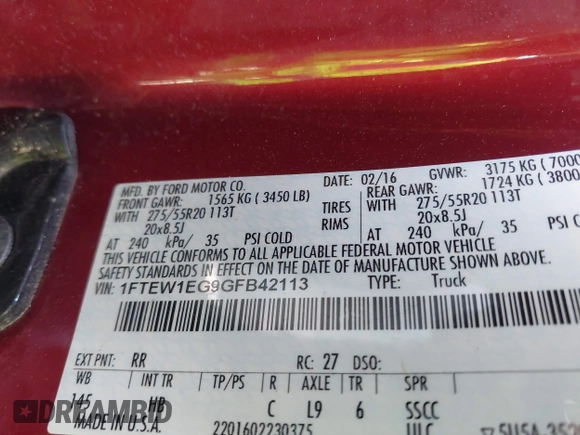 MFD. BY FORD MOTOR CO.
DATE: 02/16
GVWR: 3175 KG ( 7000
FRONT GAWR: 1565 KG ( 3450 LB)
REAR GAWR: 1724 KG ( 3800
WITH 275/55R20 113T
TIRES WITH 275/55R20 113T
20x8.5J
RIMS 20x8.5J
AT 240 kPa/ 35 PSI COLD
AT 240 kPa/ 35
THIS VEHICLE CONFORMS TO ALL APPLICABLE FEDERAL MOTOR VEHICLE
SAFETY STANDARDS IN EFFECT ON THE DATE OF MANUFACTURE SHOWN ABOVE.
VIN: 1FTEW1EG9GFB42113
TYPE: Truck
EXT PNT: RR
RC: 27 DSO:
WB INT TR TP/PS R AXLE TR SPR
145 HB C L9 6 SSCC
2201602230375
CARDEALSBIDS